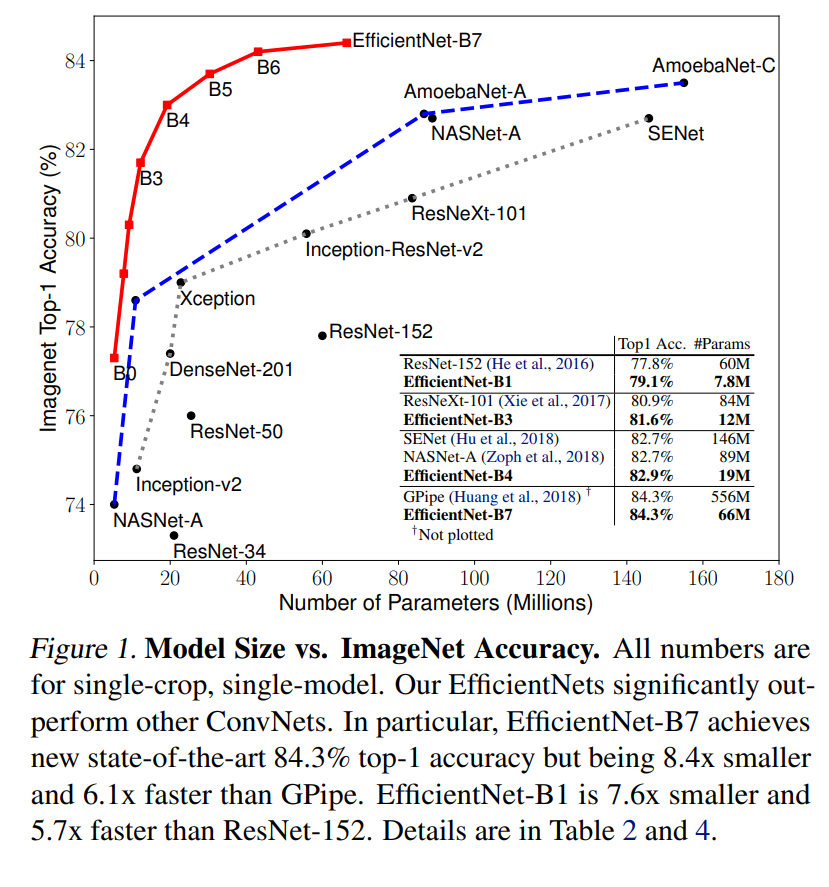 84
82
80
78
76
74
Imagenet Top-1 Accuracy (%)
EfficientNet-B7
B6
B5
B4
B3
B0
AmoebaNet-C
AmoebaNet-A
NASNet-A
SENet
ResNeXt-101
Inception-ResNet-v2
Xception
ResNet-152
DenseNet-201
ResNet-50
Inception-v2
NASNet-A
ResNet-34
Top1 Acc. #Params
ResNet-152 (He et al., 2016) 77.8% 60M
EfficientNet-B1 79.1% 7.8M
ResNeXt-101 (Xie et al., 2017) 80.9% 84M
EfficientNet-B3 81.6% 12M
SENet (Hu et al., 2018) 82.7% 146M
NASNet-A (Zoph et al., 2018) 82.7% 89M
EfficientNet-B4 82.9% 19M
GPipe (Huang et al., 2018) † 84.3% 556M
EfficientNet-B7 84.3% 66M
†Not plotted
0 20 40 60 80 100 120 140 160 180
Number of Parameters (Millions)
Figure 1. Model Size vs. ImageNet Accuracy. All numbers are
for single-crop, single-model. Our EfficientNets significantly out-
perform other ConvNets. In particular, EfficientNet-B7 achieves
new state-of-the-art 84.3% top-1 accuracy but being 8.4x smaller
and 6.1x faster than GPipe. EfficientNet-B1 is 7.6x smaller and
5.7x faster than ResNet-152. Details are in Table 2 and 4.